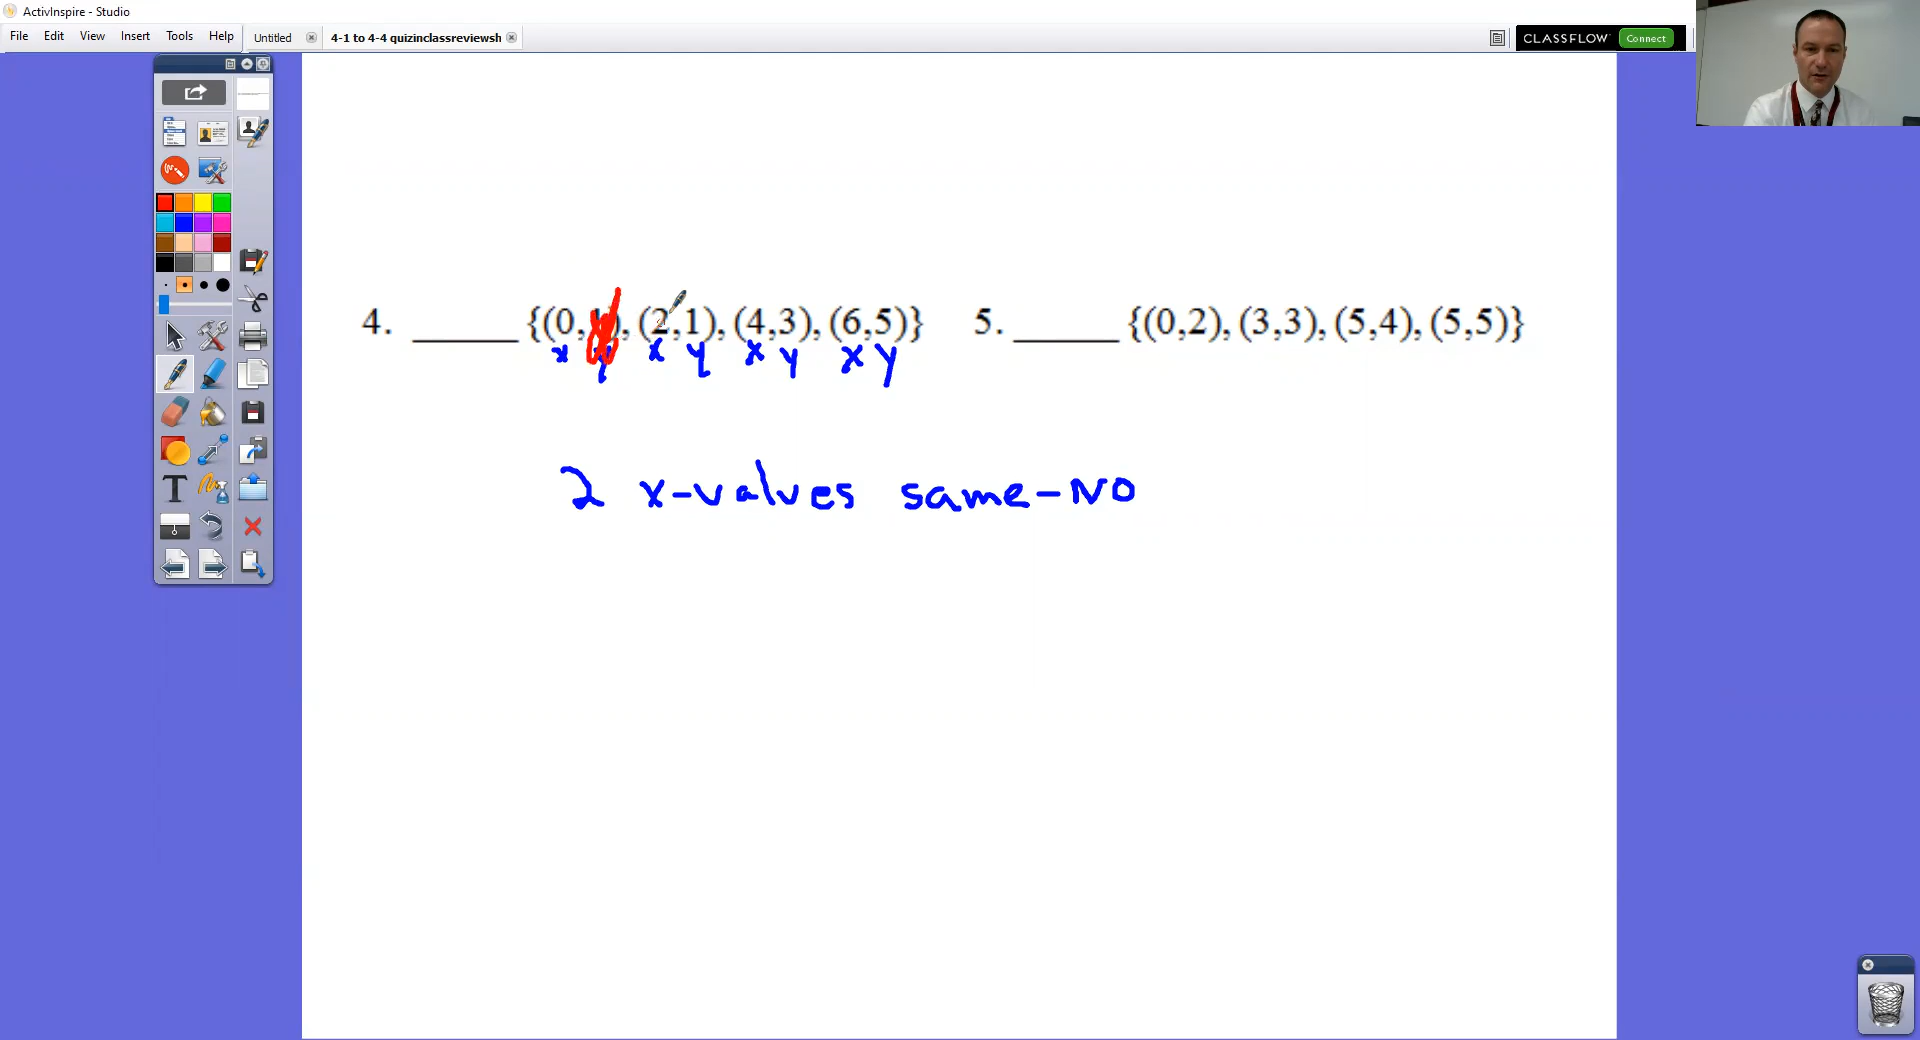 ActivInspire - Studio
File Edit View Insert Tools Help Untitled 4-1 to 4-4 quizinclassreviewsh CLASSFLOW Connect
4. ______ {(0, ), (2,1), (4,3), (6,5)} 5. ______ {(0,2), (3,3), (5,4), (5,5)}
x y x y x y x y
2 x-values same-NO